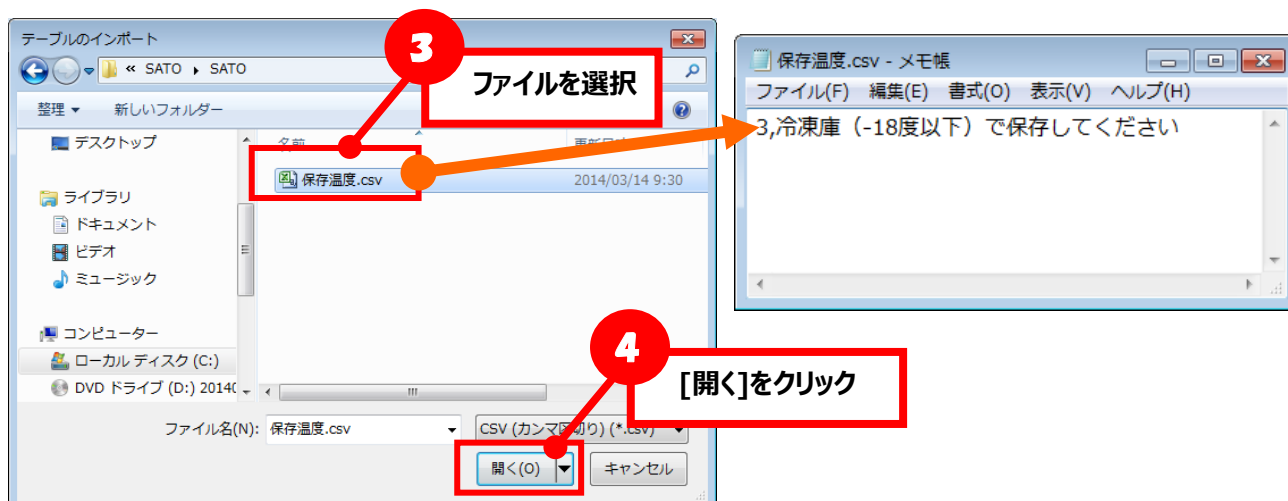 テーブルのインポート
« SATO ▸ SATO
整理 ▼ 新しいフォルダー
デスクトップ
ライブラリ
ドキュメント
ビデオ
ミュージック
コンピューター
ローカル ディスク (C:)
DVD ドライブ (D:)
名前
保存温度.csv 2014/03/14 9:30
ファイル名(N): 保存温度.csv
CSV (カンマ区切り) (*.csv)
開く(O) キャンセル
3
ファイルを選択
4
[開く]をクリック
保存温度.csv - メモ帳
ファイル(F) 編集(E) 書式(O) 表示(V) ヘルプ(H)
3,冷凍庫（-18度以下）で保存してください